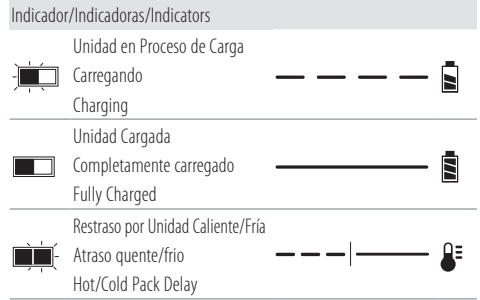 Indicador/Indicadoras/Indicators
Unidad en Proceso de Carga
Carregando
Charging
Unidad Cargada
Completamente carregado
Fully Charged
Restraso por Unidad Caliente/Fría
Atraso quente/frio
Hot/Cold Pack Delay